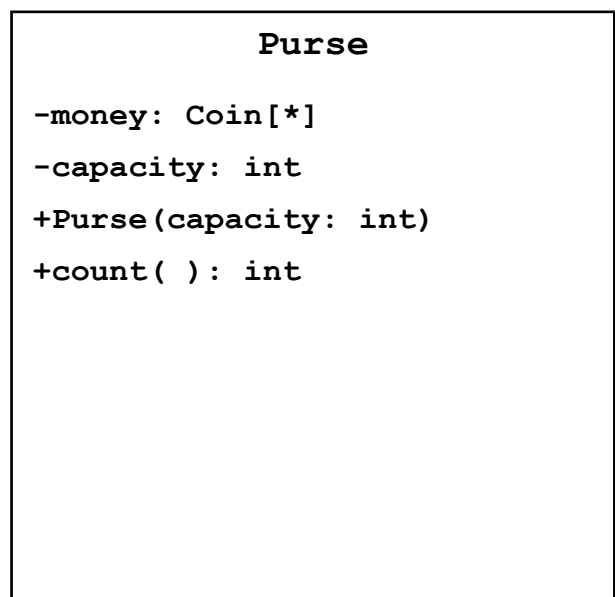 Purse
-money: Coin[*]
-capacity: int
+Purse(capacity: int)
+count( ): int